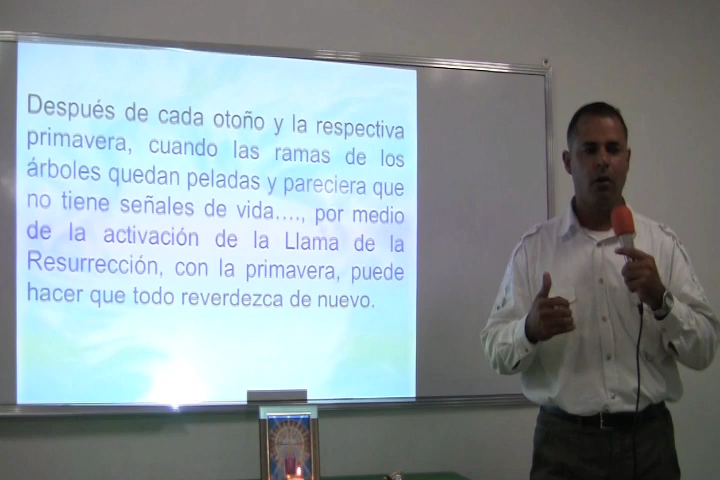 Después de cada otoño y la respectiva
primavera, cuando las ramas de los
árboles quedan peladas y pareciera que
no tiene señales de vida…., por medio
de la activación de la Llama de la
Resurrección, con la primavera, puede
hacer que todo reverdezca de nuevo.